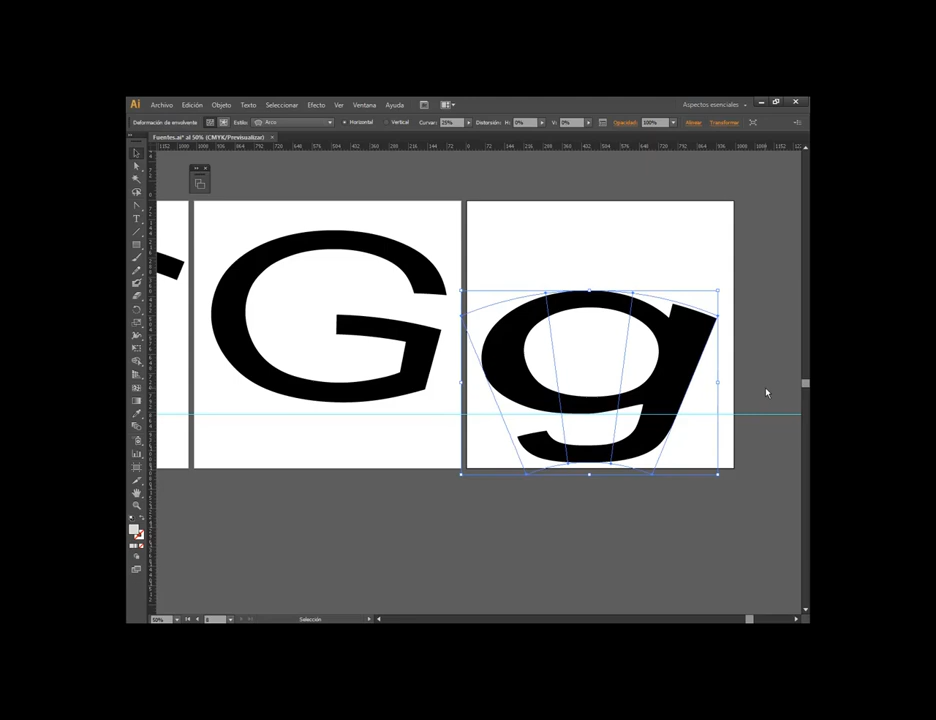 Ai Archivo Edición Objeto Texto Seleccionar Efecto Ver Ventana Ayuda Aspectos esenciales
Deformación de envolvente Estilo Arco Horizontal Vertical Curvar: 25% Distorsión: H: 0% V: 0% Opacidad: 100% Alinear Transformar
Fuentes.ai* al 50% (CMYK/Previsualizar)
G g
50% 8 Selección